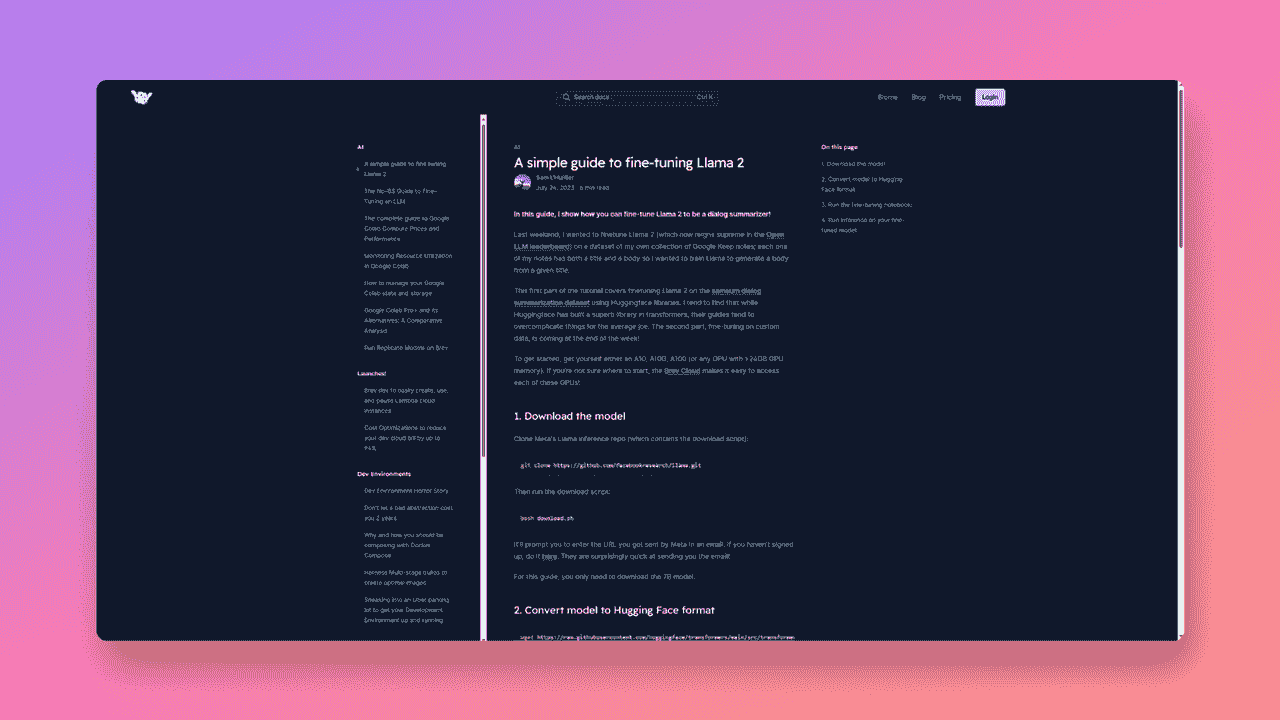 Search docs
Ctrl K
Home
Blog
Pricing
Login
AI
A simple guide to fine tuning
Llama 2
The No-BS Guide to Fine-
Tuning an LLM
The complete guide to Google
Colab Compute Prices and
Performance
Monitoring Resource Utilization
in Google Colab
How to manage your Google
Colab state and storage
Google Colab Pro+ and its
Alternatives: A Comparative
Analysis
Run Replicate Models on Brev
Launches!
Brev.dev to easily create, use,
and pause Lambda Cloud
instances
Cost Optimizations to reduce
your dev cloud bill by up to
Dev Environments
Dev Environment Horror Story
Don't let a bad abstraction cost
you 2 years
Why and how you should be
composing with Docker
Compose
Harness Multi-stage builds to
create
images
Sneaking into an Uber parking
lot to get your Development
Environment up and running
AI
A simple guide to fine-tuning Llama 2
Sam L'Huillier
July 24, 2023 · min read
In this guide, I show how you can fine-tune Llama 2 to be a dialog summarizer!
Last weekend, I wanted to finetune Llama 2 (which now reigns supreme in the Open
LLM leaderboard) on a dataset of my own collection of Google Keep notes; each one
of my notes has both a title and a body so I wanted to train Llama to generate a body
from a given title.
This first part of the tutorial covers finetuning Llama 2 on the samsum dialog
summarization dataset using Huggingface libraries. I tend to find that while
Huggingface has built a superb library in transformers, their guides tend to
overcomplicate things for the average joe. The second part, fine-tuning on custom
data, is coming at the end of the week!
To get started, get yourself either an A10, A10G, A100 (or any GPU with >24GB GPU
memory). If you're not sure where to start, the Brev Cloud makes it easy to access
each of these GPUs!
1. Download the model
Clone Meta's Llama inference repo (which contains the download script):
git clone https://github.com/facebookresearch/llama.git
Then run the download script:
bash download.sh
It'll prompt you to enter the URL you got sent by Meta in an email. If you haven't signed
up, do it here. They are surprisingly quick at sending you the email!
For this guide, you only need to download the 7B model.
2. Convert model to Hugging Face format
wget https://raw.githubusercontent.com/huggingface/transformers/main/src/transforme
On this page
1. Download the model
2. Convert model to Hugging
Face format
3. Run the fine-tuning notebook:
4. Run inference on your fine-
tuned model